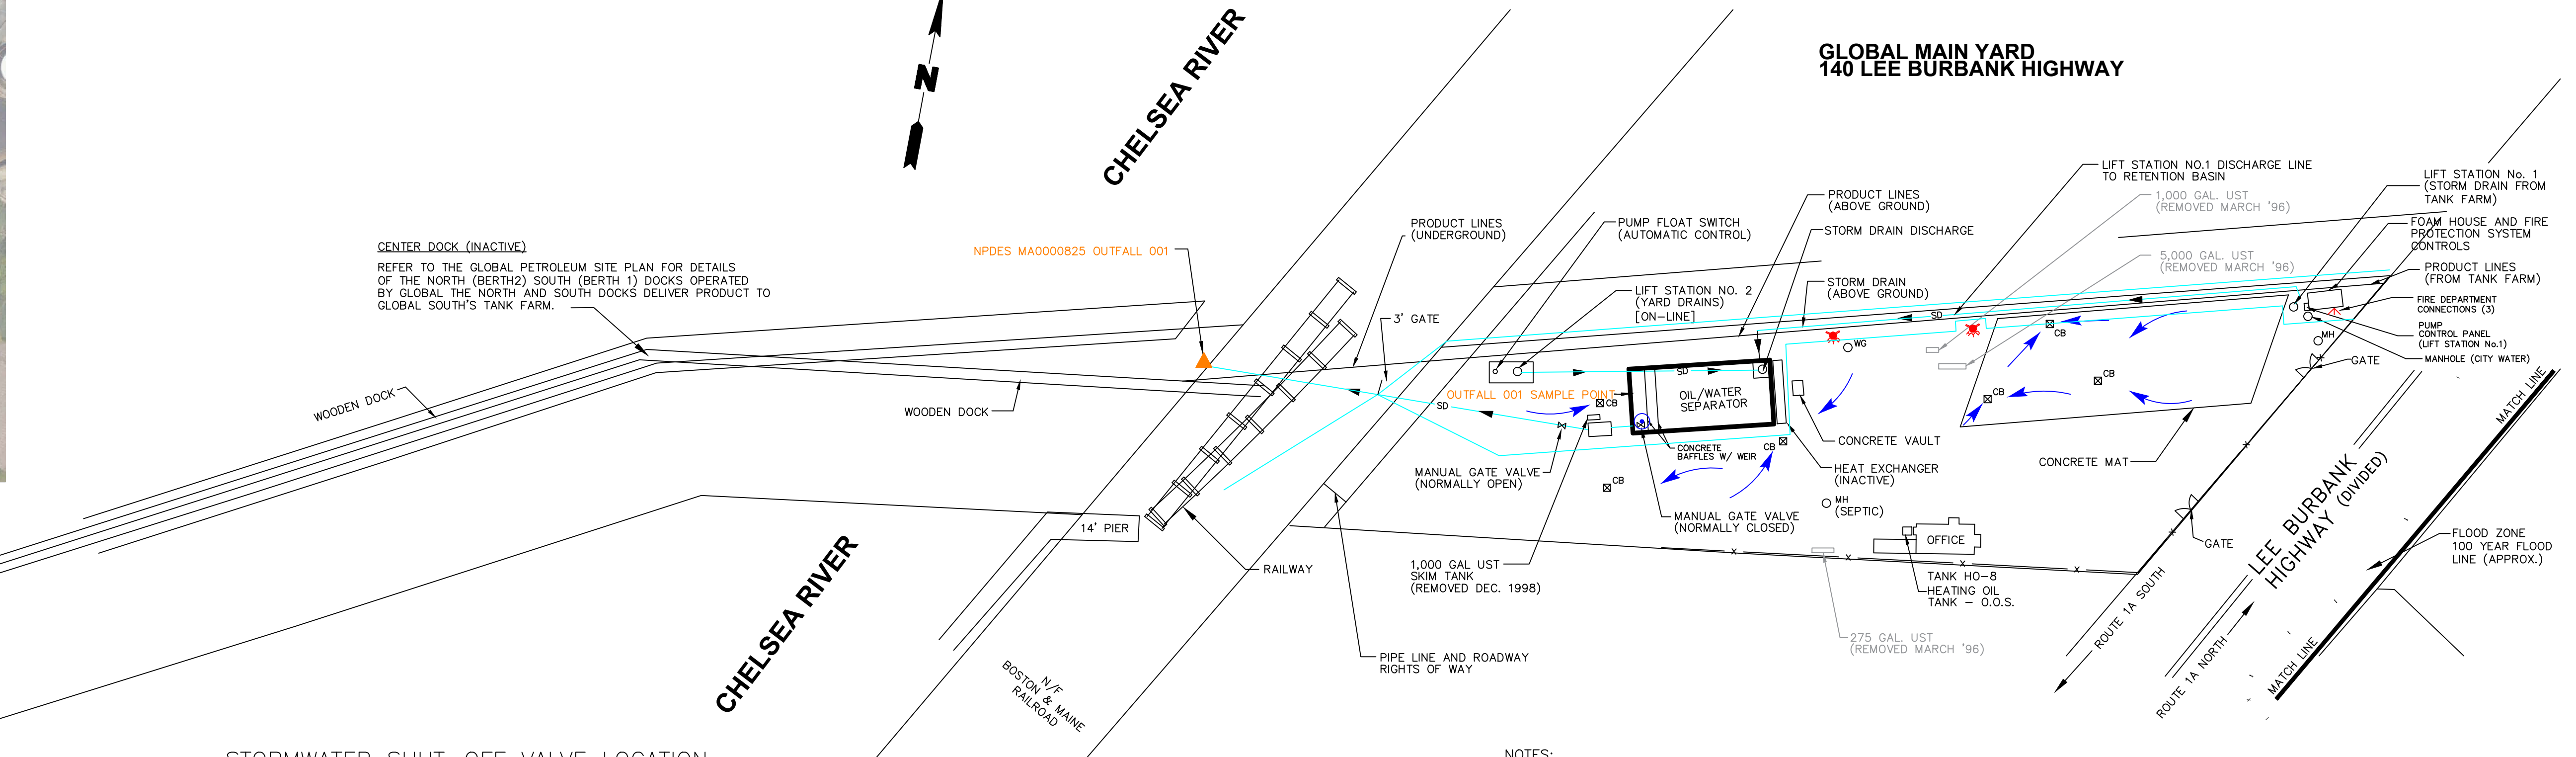 GLOBAL MAIN YARD
140 LEE BURBANK HIGHWAY
N
CHELSEA RIVER
CENTER DOCK (INACTIVE)
REFER TO THE GLOBAL PETROLEUM SITE PLAN FOR DETAILS
OF THE NORTH (BERTH2) SOUTH (BERTH 1) DOCKS OPERATED
BY GLOBAL THE NORTH AND SOUTH DOCKS DELIVER PRODUCT TO
GLOBAL SOUTH'S TANK FARM.
NPDES MA0000825 OUTFALL 001
WOODEN DOCK
WOODEN DOCK
14' PIER
CHELSEA RIVER
RAILWAY
N/F
BOSTON & MAINE
RAILROAD
PRODUCT LINES
(UNDERGROUND)
3' GATE
PUMP FLOAT SWITCH
(AUTOMATIC CONTROL)
LIFT STATION NO. 2
(YARD DRAINS)
[ON-LINE]
PRODUCT LINES
(ABOVE GROUND)
STORM DRAIN DISCHARGE
STORM DRAIN
(ABOVE GROUND)
LIFT STATION NO.1 DISCHARGE LINE
TO RETENTION BASIN
1,000 GAL. UST
(REMOVED MARCH '96)
5,000 GAL. UST
(REMOVED MARCH '96)
LIFT STATION No. 1
(STORM DRAIN FROM
TANK FARM)
FOAM HOUSE AND FIRE
PROTECTION SYSTEM
CONTROLS
PRODUCT LINES
(FROM TANK FARM)
FIRE DEPARTMENT
CONNECTIONS (3)
PUMP
CONTROL PANEL
(LIFT STATION No.1)
MANHOLE (CITY WATER)
MH
GATE
SD
CB
WG
CB
CB
SD
OUTFALL 001 SAMPLE POINT
OIL/WATER
SEPARATOR
SD
CB
CONCRETE
BAFFLES W/ WEIR
CB
CONCRETE VAULT
HEAT EXCHANGER
(INACTIVE)
CONCRETE MAT
MANUAL GATE VALVE
(NORMALLY OPEN)
CB
MH
(SEPTIC)
MANUAL GATE VALVE
(NORMALLY CLOSED)
OFFICE
1,000 GAL UST
SKIM TANK
(REMOVED DEC. 1998)
TANK HO-8
HEATING OIL
TANK - O.O.S.
275 GAL. UST
(REMOVED MARCH '96)
PIPE LINE AND ROADWAY
RIGHTS OF WAY
x
x
x
x
GATE
LEE BURBANK
HIGHWAY (DIVIDED)
ROUTE 1A SOUTH
ROUTE 1A NORTH
MATCH LINE
MATCH LINE
FLOOD ZONE
100 YEAR FLOOD
LINE (APPROX.)
STORMWATER SHUT-OFF VALVE LOCATION
NOTES: